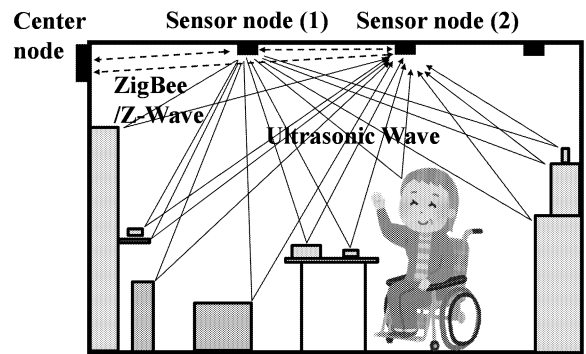 Center
node
Sensor node (1)
Sensor node (2)
ZigBee
/Z-Wave
Ultrasonic Wave